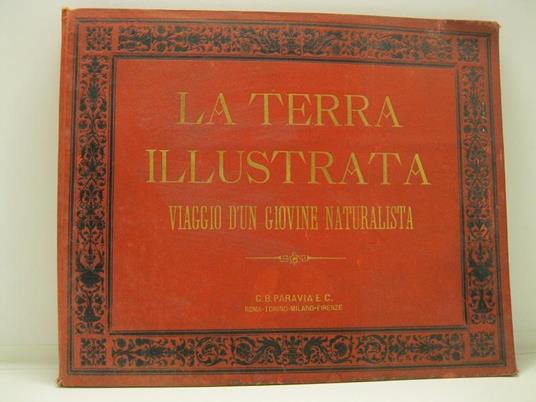 LA TERRA
ILLUSTRATA
VIAGGIO D'UN GIOVINE NATURALISTA
G. B. PARAVIA E C.
ROMA-TORINO-MILANO-FIRENZE